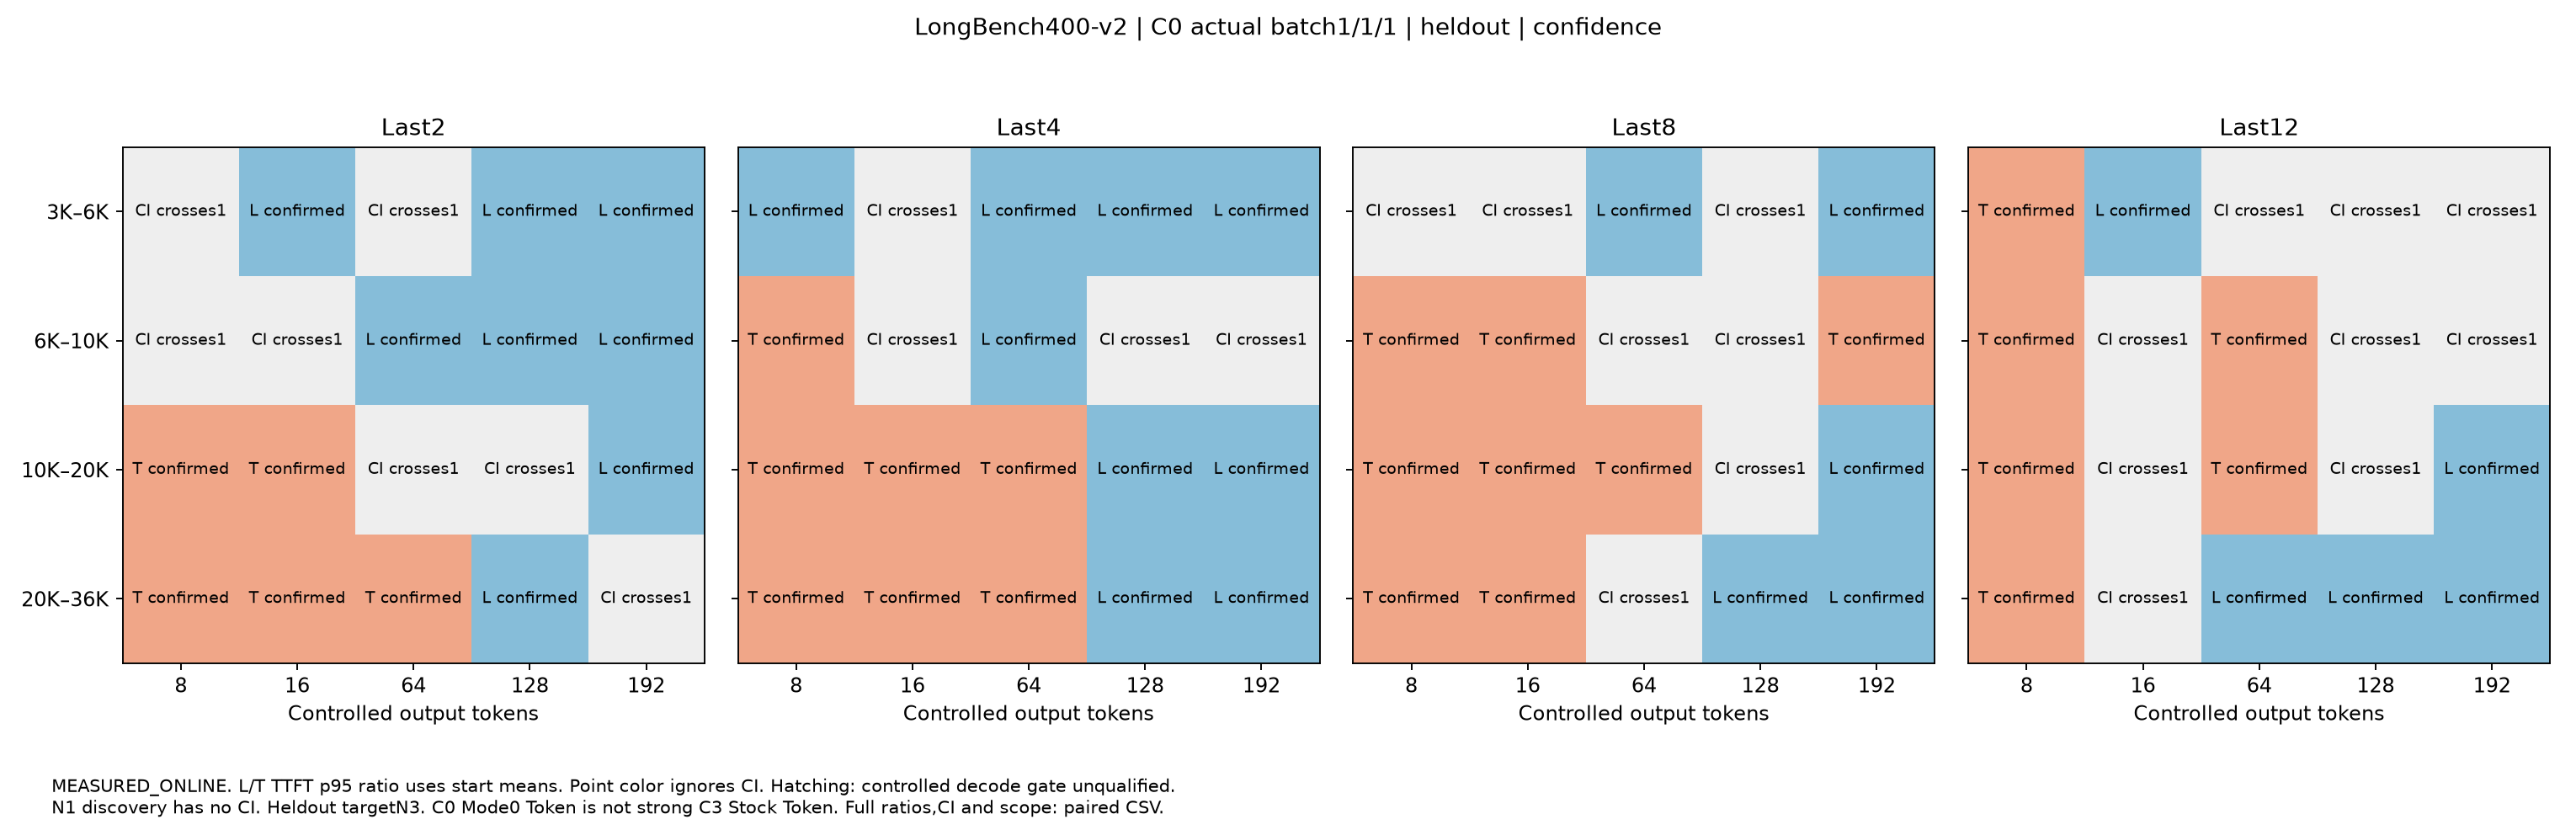 LongBench400-v2 | C0 actual batch1/1/1 | heldout | confidence
Last2 Last4 Last8 Last12
3K–6K CI crosses1 L confirmed CI crosses1 L confirmed L confirmed L confirmed CI crosses1 L confirmed L confirmed L confirmed CI crosses1 CI crosses1 L confirmed CI crosses1 L confirmed T confirmed L confirmed CI crosses1 CI crosses1 CI crosses1
6K–10K CI crosses1 CI crosses1 L confirmed L confirmed L confirmed T confirmed CI crosses1 L confirmed CI crosses1 CI crosses1 T confirmed T confirmed CI crosses1 CI crosses1 T confirmed T confirmed CI crosses1 T confirmed CI crosses1 CI crosses1
10K–20K T confirmed T confirmed CI crosses1 CI crosses1 L confirmed T confirmed T confirmed T confirmed L confirmed L confirmed T confirmed T confirmed T confirmed CI crosses1 L confirmed T confirmed CI crosses1 T confirmed CI crosses1 L confirmed
20K–36K T confirmed T confirmed T confirmed L confirmed CI crosses1 T confirmed T confirmed T confirmed L confirmed L confirmed T confirmed T confirmed CI crosses1 L confirmed L confirmed T confirmed CI crosses1 L confirmed L confirmed L confirmed
8 16 64 128 192 8 16 64 128 192 8 16 64 128 192 8 16 64 128 192
Controlled output tokens Controlled output tokens Controlled output tokens Controlled output tokens
MEASURED_ONLINE. L/T TTFT p95 ratio uses start means. Point color ignores CI. Hatching: controlled decode gate unqualified.
N1 discovery has no CI. Heldout targetN3. C0 Mode0 Token is not strong C3 Stock Token. Full ratios,CI and scope: paired CSV.